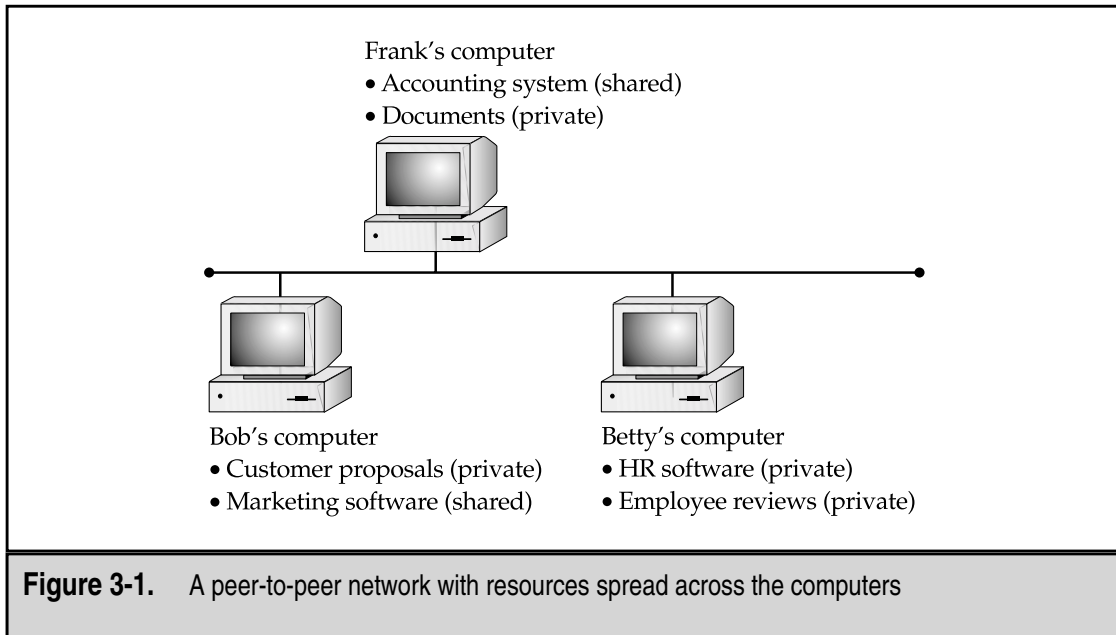 Frank’s computer
• Accounting system (shared)
• Documents (private)
Bob’s computer
• Customer proposals (private)
• Marketing software (shared)
Betty’s computer
• HR software (private)
• Employee reviews (private)
Figure 3-1. A peer-to-peer network with resources spread across the computers